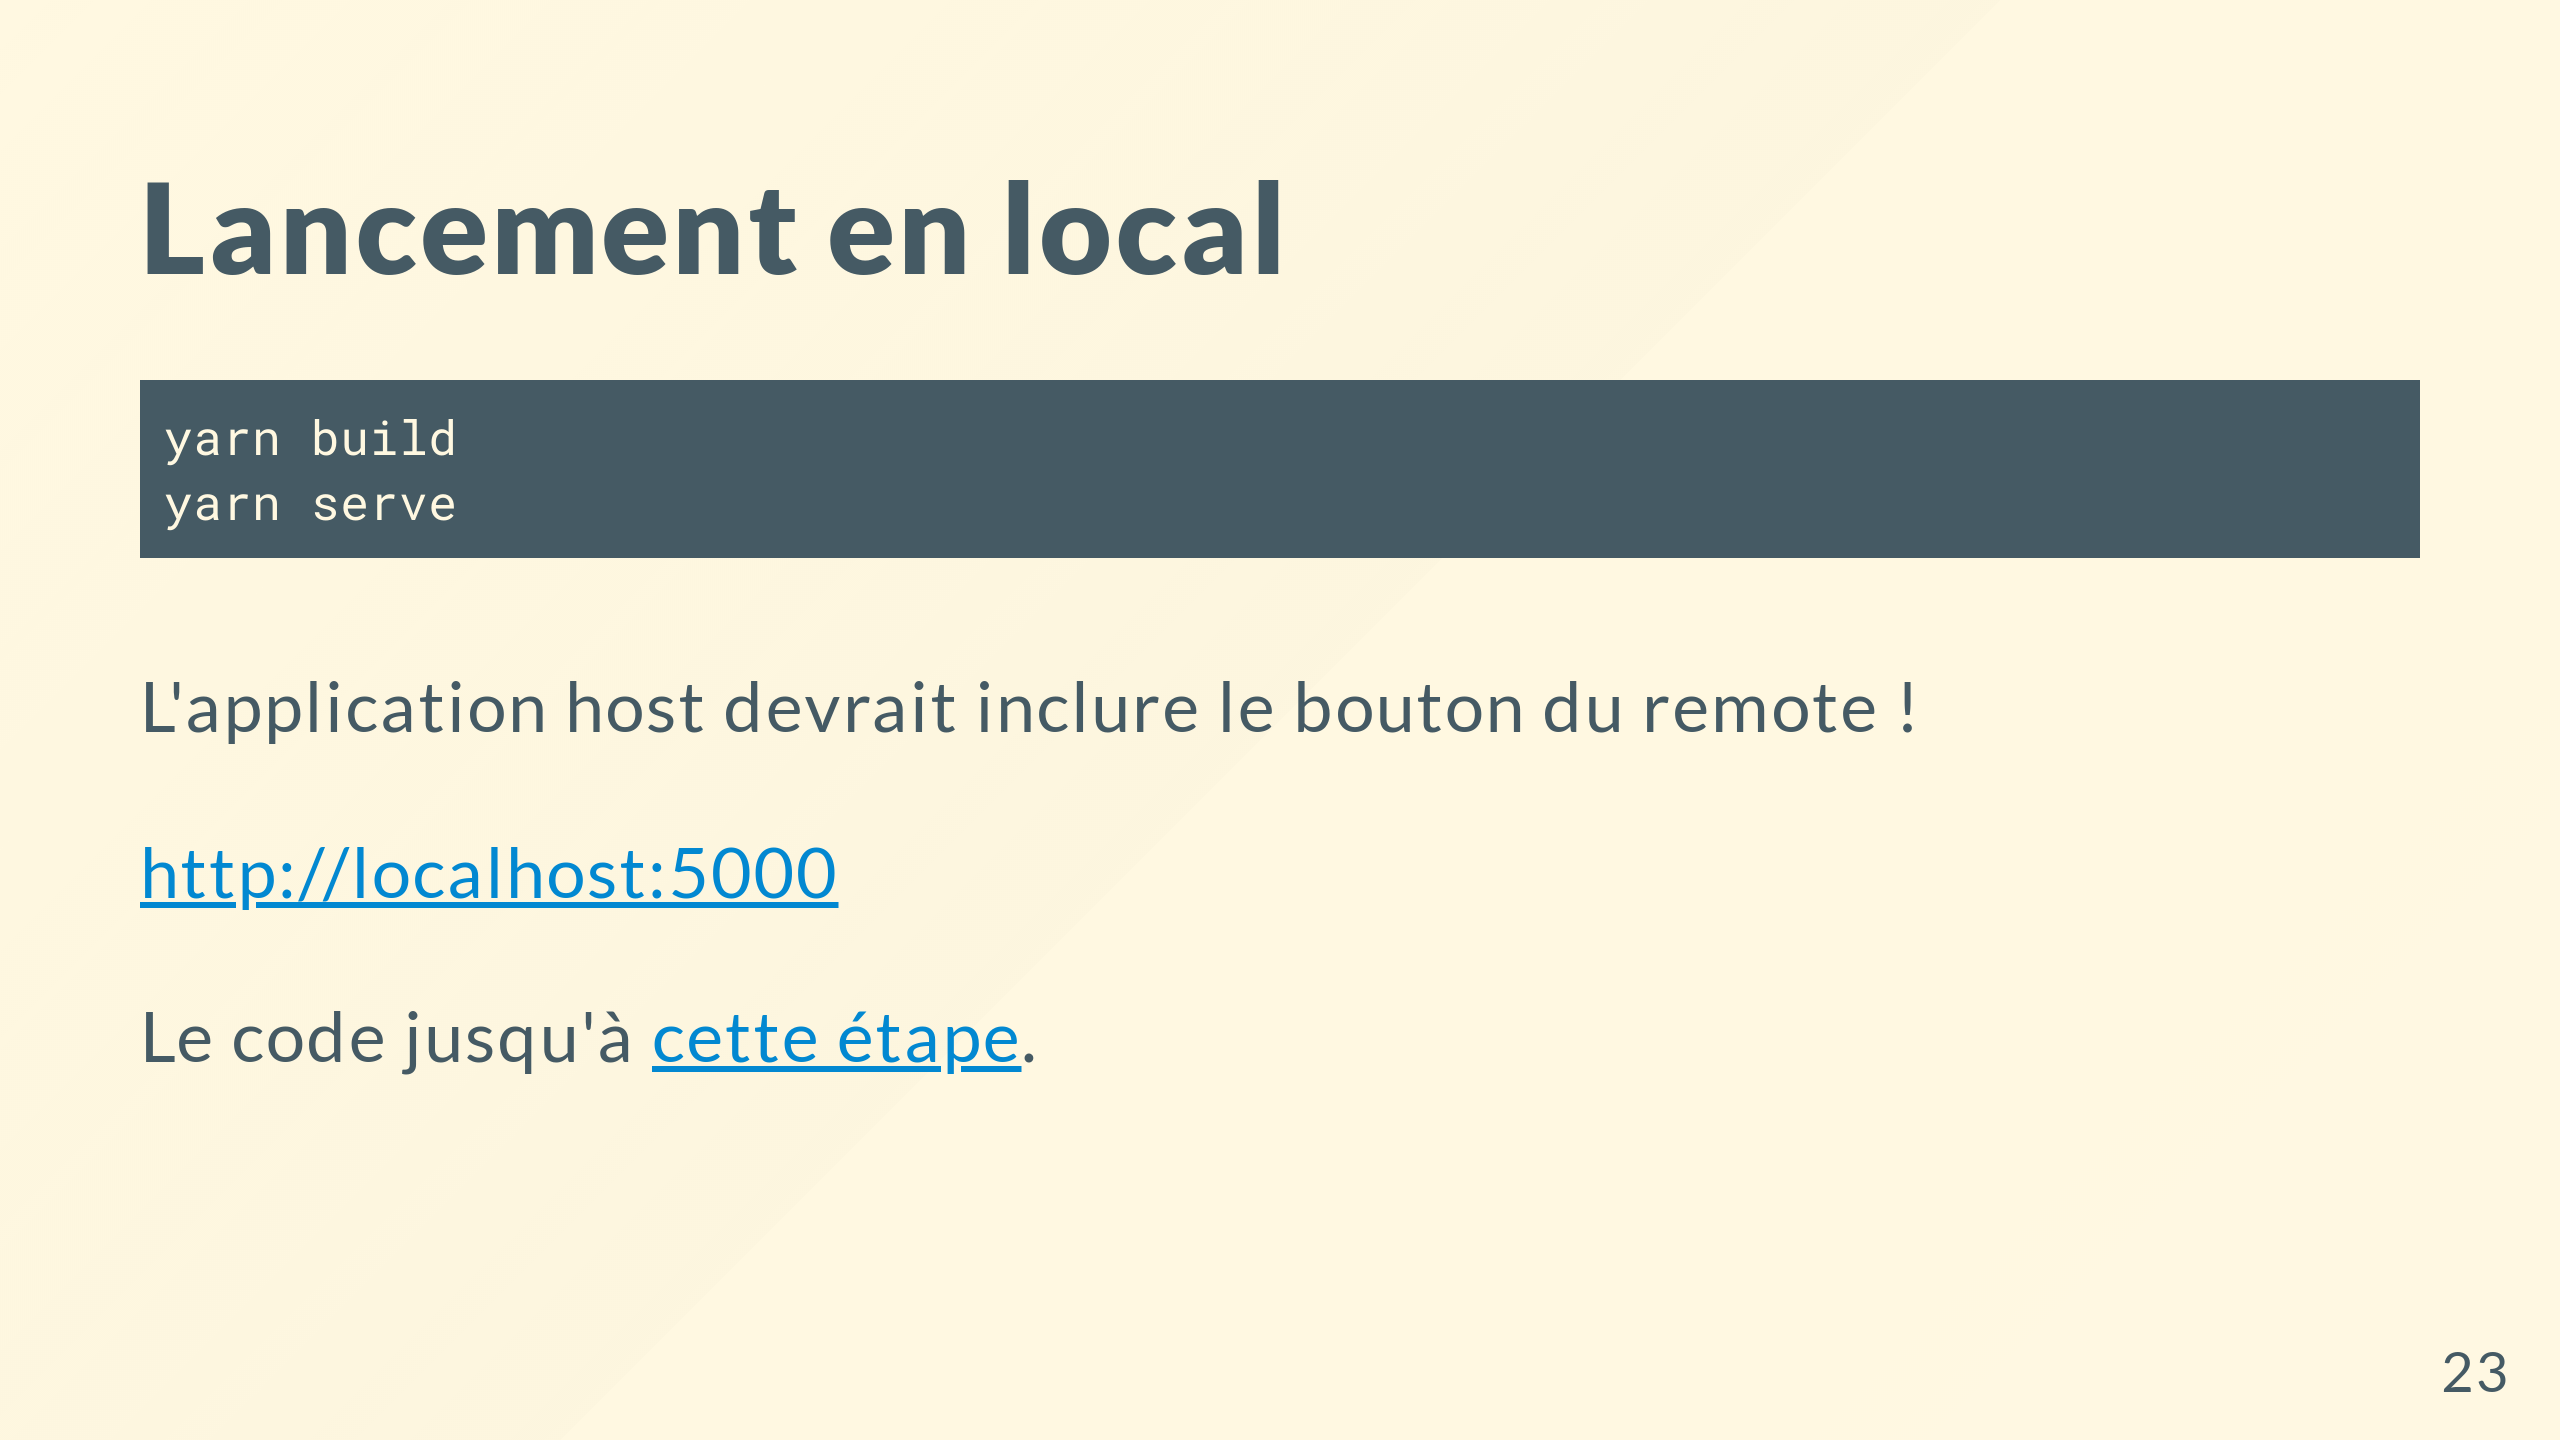 Lancement en local
yarn build
yarn serve
L'application host devrait inclure le bouton du remote !
http://localhost:5000
Le code jusqu'à cette étape.
23